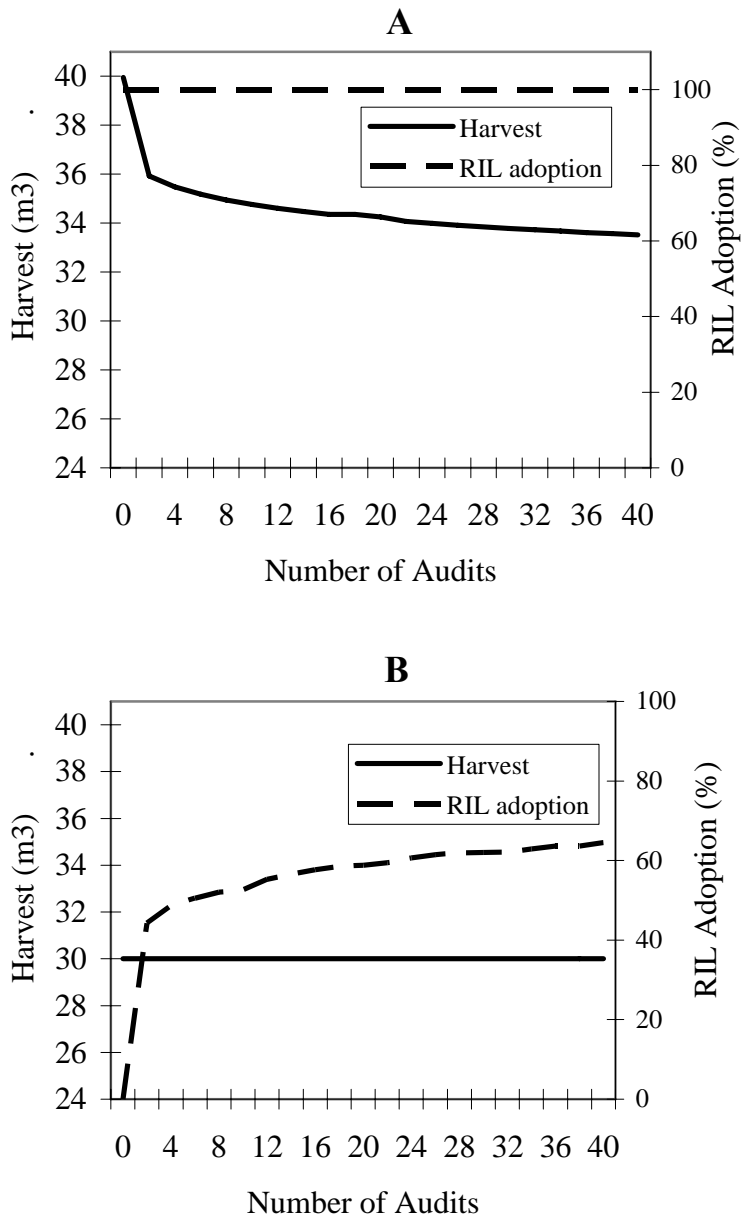 A
Harvest (m3)
.
40
38
36
34
32
30
28
26
24
Harvest
RIL adoption
100
80
60
40
20
0
RIL Adoption (%)
0 4 8 12 16 20 24 28 32 36 40
Number of Audits
B
Harvest (m3)
.
40
38
36
34
32
30
28
26
24
Harvest
RIL adoption
100
80
60
40
20
0
RIL Adoption (%)
0 4 8 12 16 20 24 28 32 36 40
Number of Audits